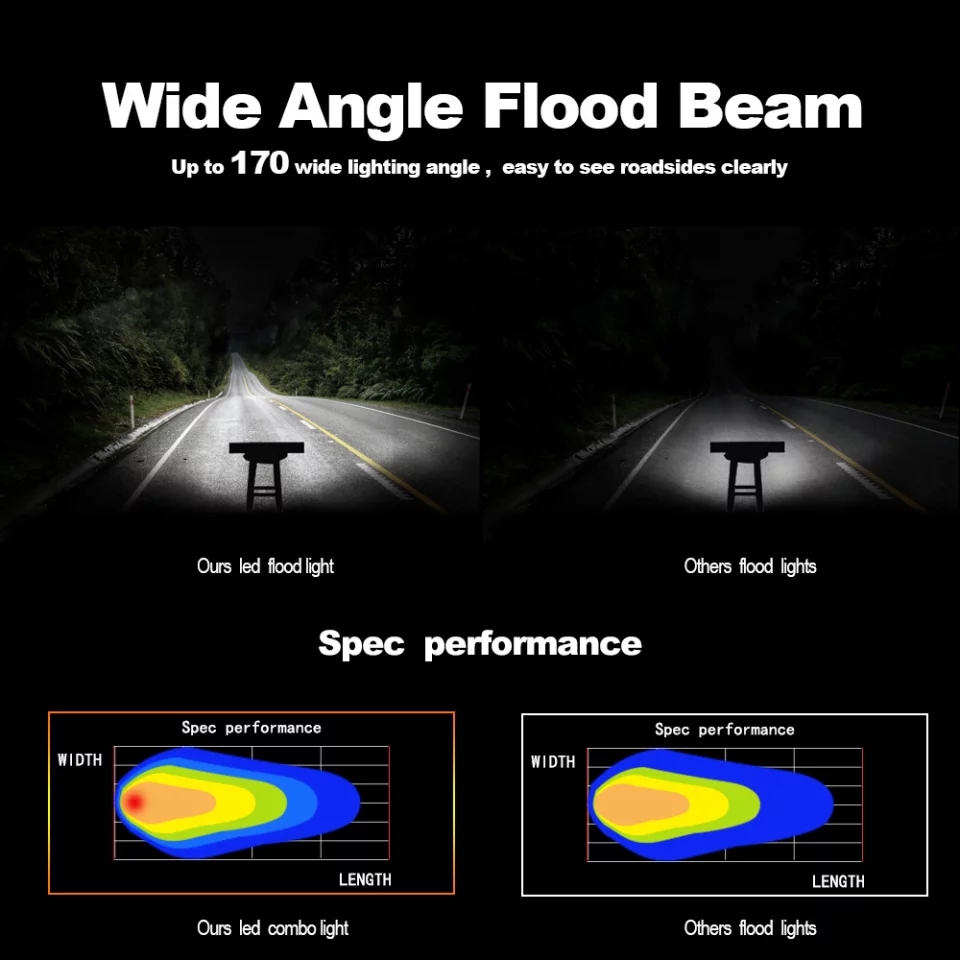 Wide Angle Flood Beam
Up to 170 wide lighting angle , easy to see roadsides clearly
Ours led flood light
Others flood lights
Spec performance
Spec performance
WIDTH
LENGTH
Spec performance
WIDTH
LENGTH
Ours led combo light
Others flood lights